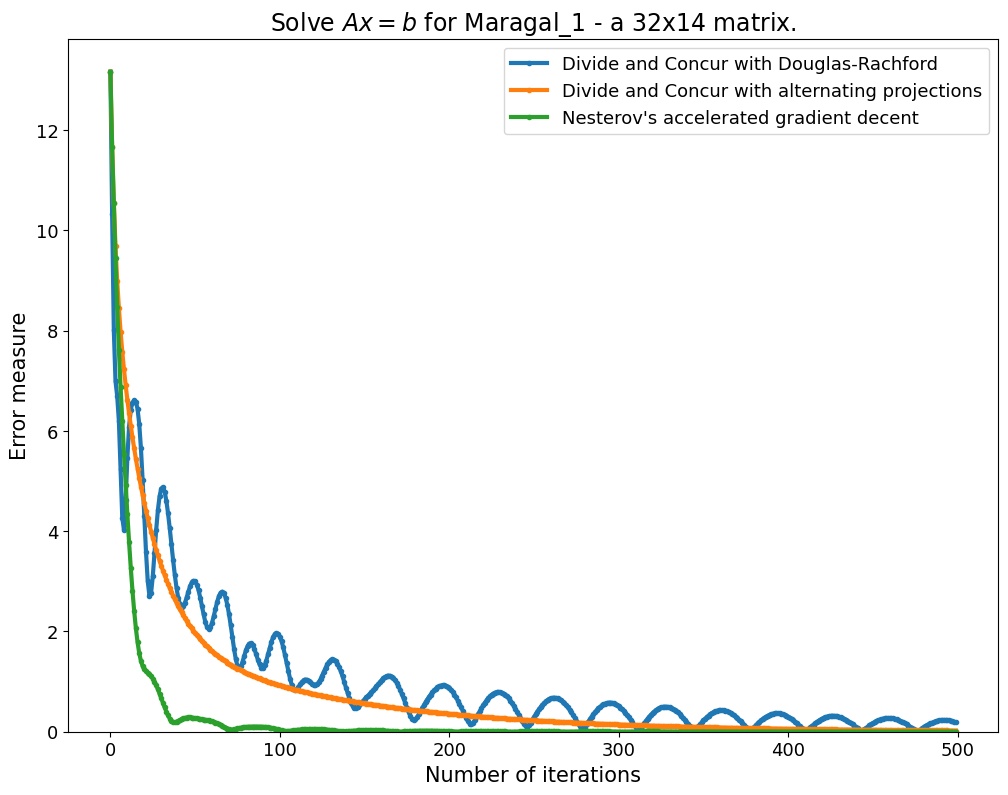 Solve Ax = b for Maragal_1 - a 32x14 matrix.
Divide and Concur with Douglas-Rachford
Divide and Concur with alternating projections
Nesterov's accelerated gradient decent
Error measure
12
10
8
6
4
2
0
0 100 200 300 400 500
Number of iterations